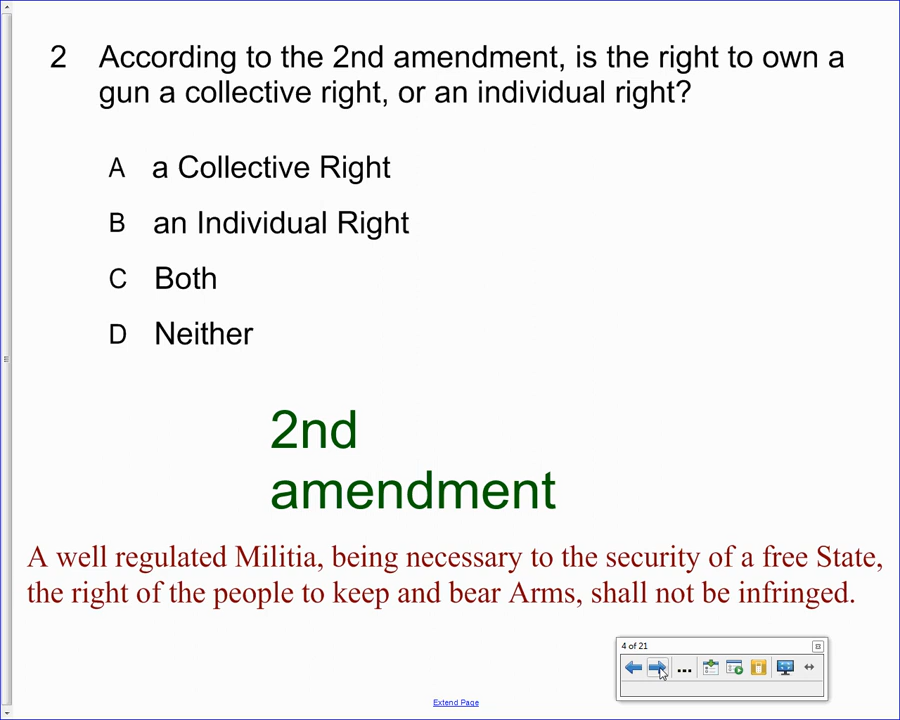 2 According to the 2nd amendment, is the right to own a
gun a collective right, or an individual right?
A a Collective Right
B an Individual Right
C Both
D Neither
2nd
amendment
A well regulated Militia, being necessary to the security of a free State,
the right of the people to keep and bear Arms, shall not be infringed.
4 of 21
...
Extend Page